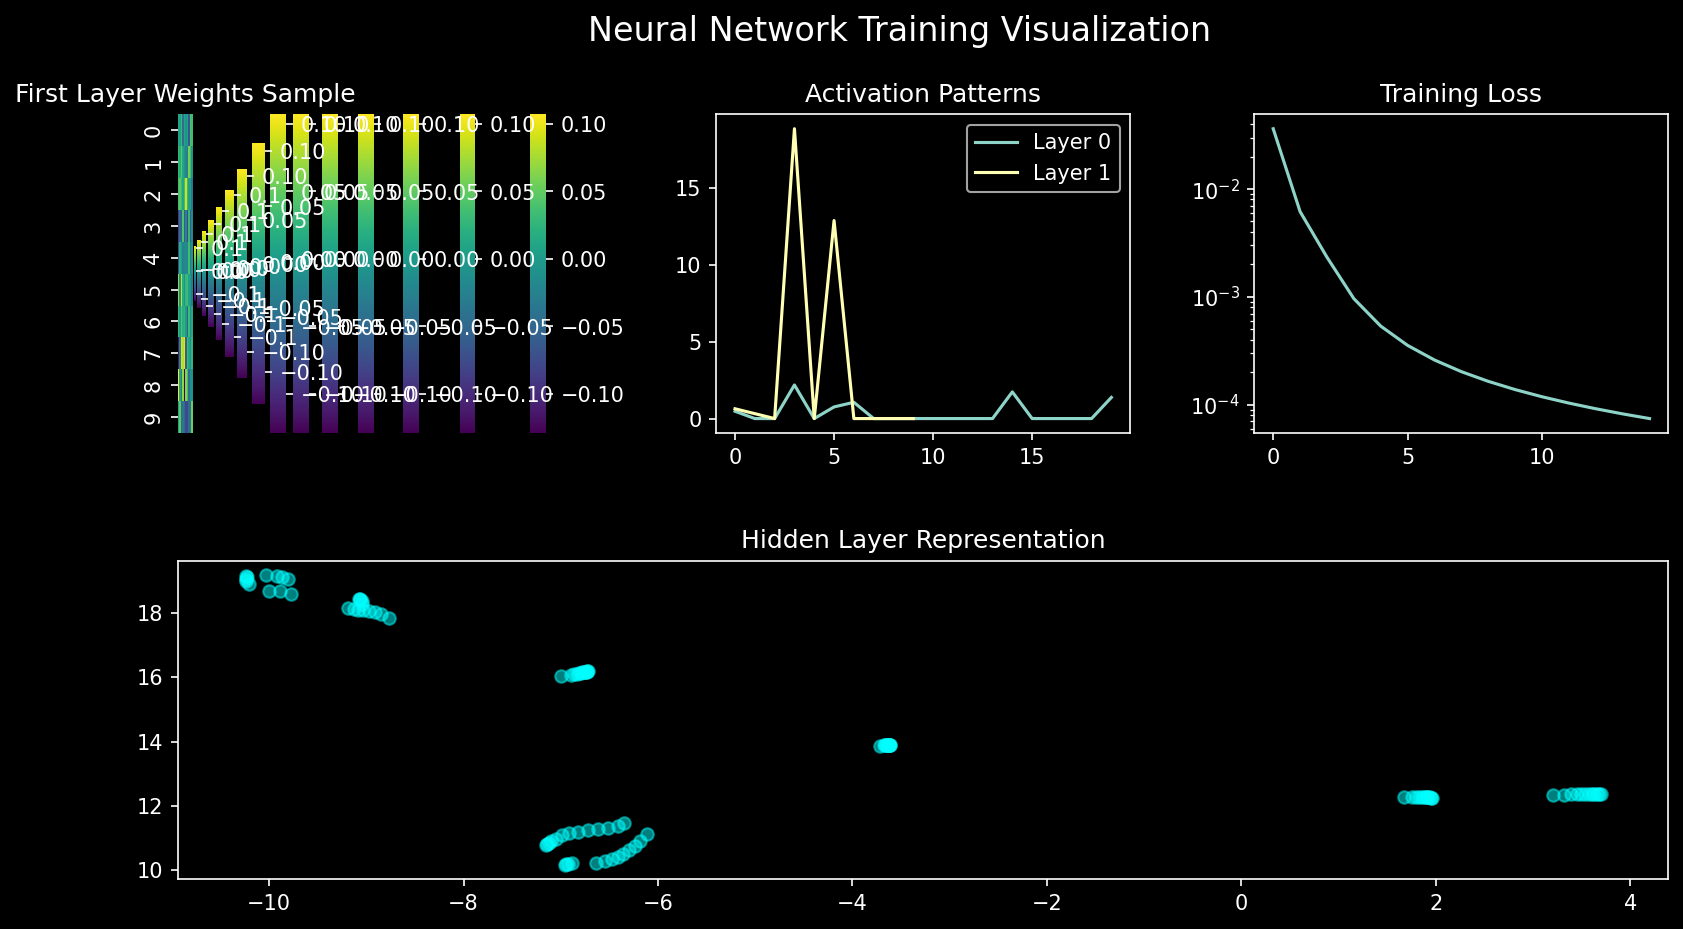 Neural Network Training Visualization
First Layer Weights Sample
0
1
2
3
4
5
6
7
8
9
0.10
0.05
0.00
−0.05
−0.10
Activation Patterns
Layer 0
Layer 1
15
10
5
0
0 5 10 15
Training Loss
10⁻²
10⁻³
10⁻⁴
0 5 10
Hidden Layer Representation
18
16
14
12
10
−10 −8 −6 −4 −2 0 2 4